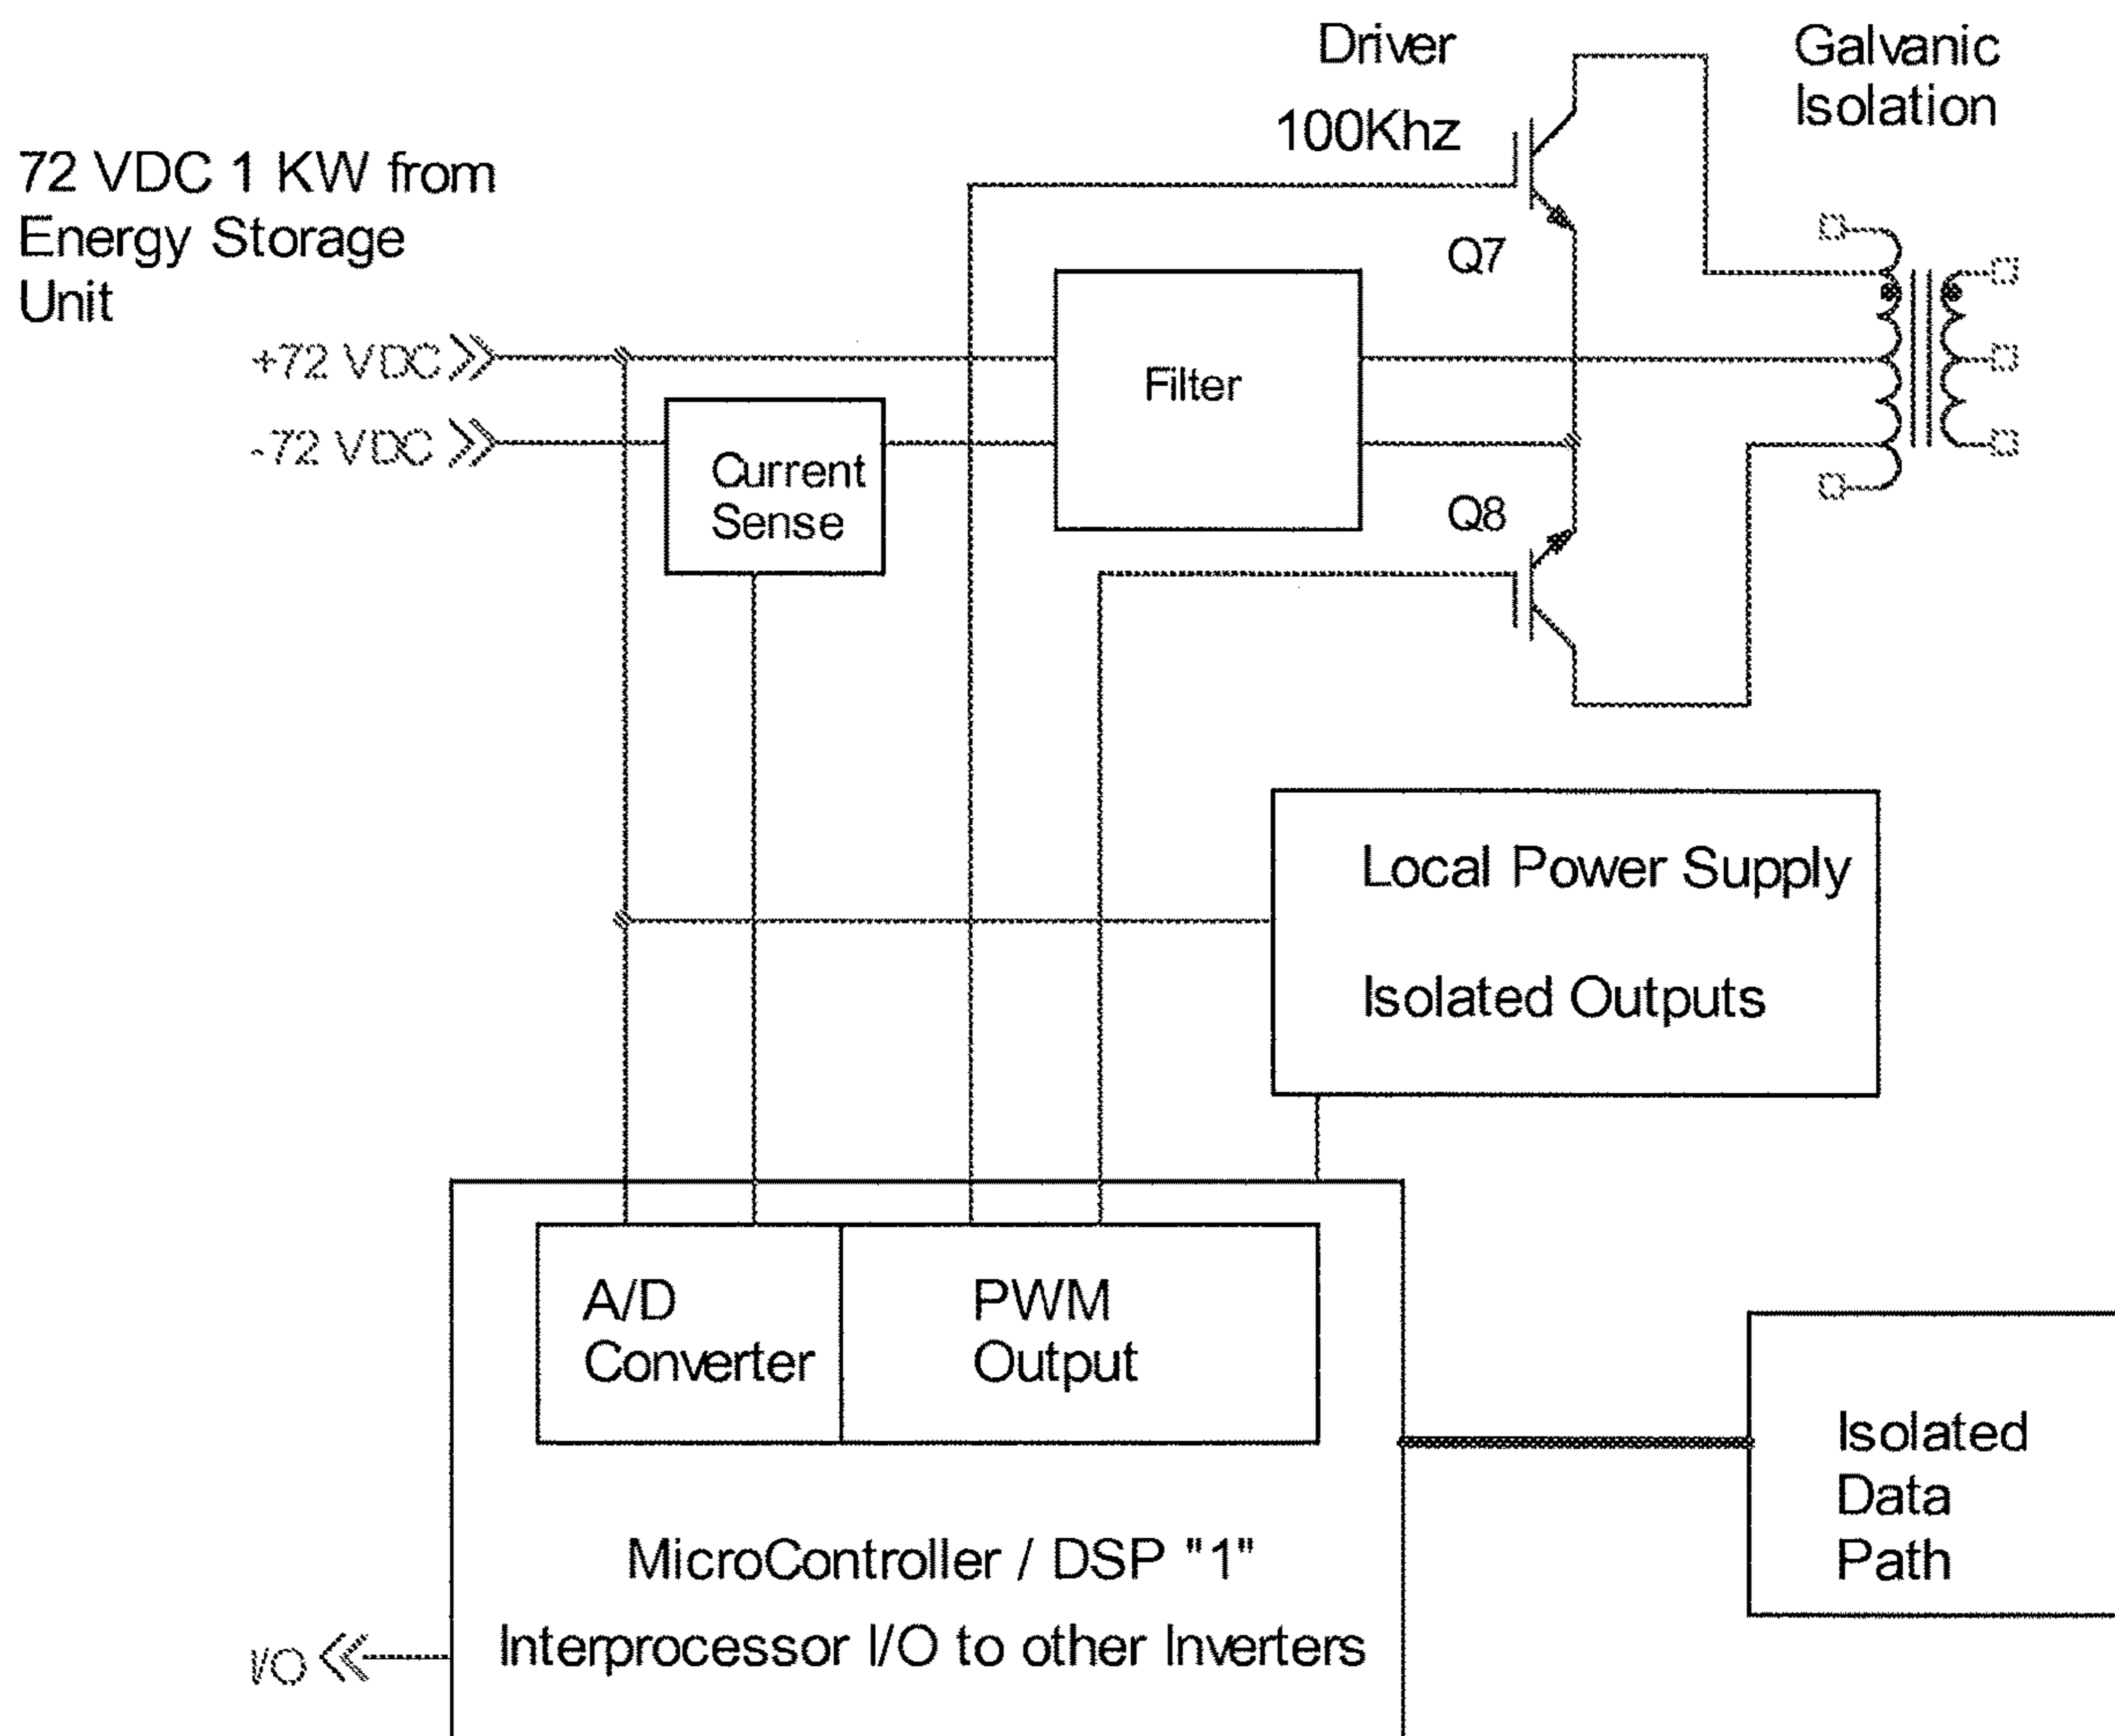 Driver
100Khz
Galvanic
Isolation
72 VDC 1 KW from
Energy Storage
Unit
Q7
+72 VDC
Filter
-72 VDC
Current
Sense
Q8
Local Power Supply
Isolated Outputs
A/D
Converter
PWM
Output
Isolated
Data
Path
MicroController / DSP "1"
Interprocessor I/O to other Inverters
I/O